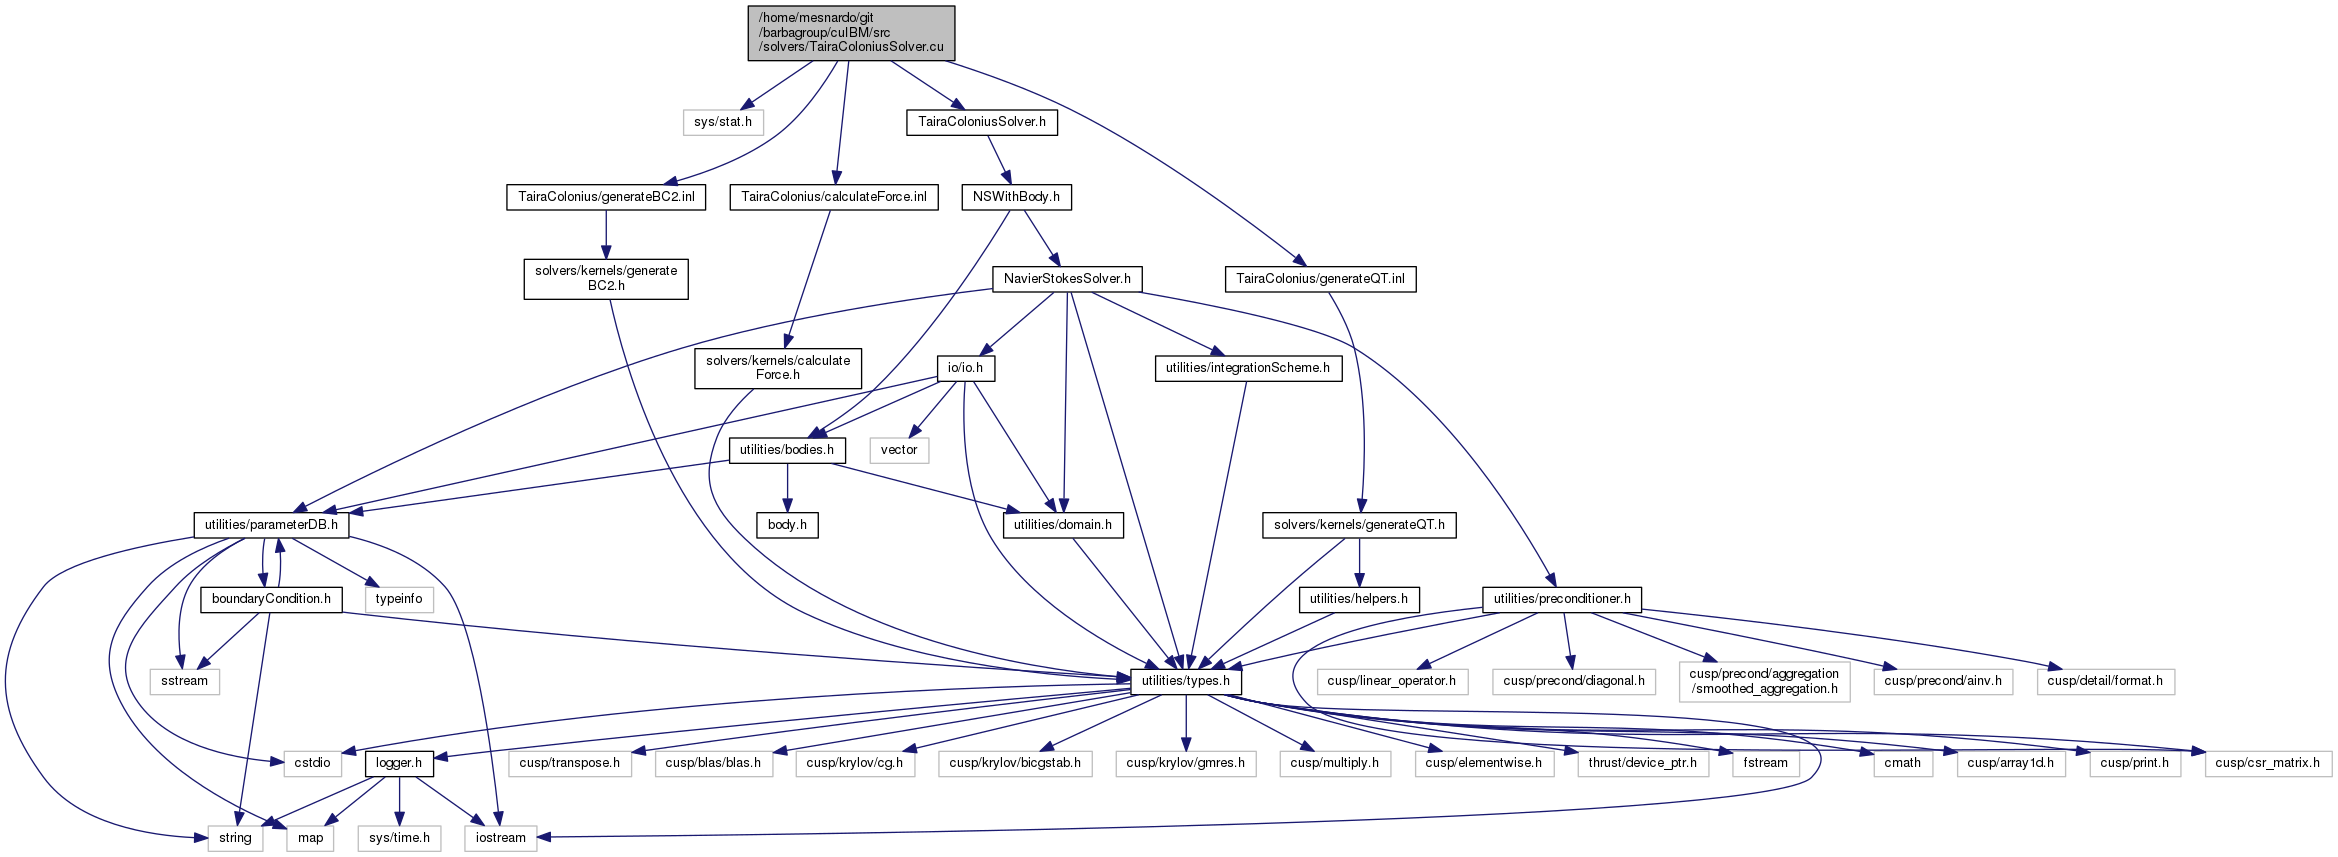 /home/mesnardo/git
/barbagroup/cuIBM/src
/solvers/TairaColoniusSolver.cu
sys/stat.h
TairaColoniusSolver.h
TairaColonius/generateBC2.inl
TairaColonius/calculateForce.inl
NSWithBody.h
solvers/kernels/generate
BC2.h
NavierStokesSolver.h
TairaColonius/generateQT.inl
solvers/kernels/calculate
Force.h
io/io.h
utilities/integrationScheme.h
utilities/bodies.h
vector
utilities/parameterDB.h
body.h
utilities/domain.h
solvers/kernels/generateQT.h
boundaryCondition.h
typeinfo
utilities/helpers.h
utilities/preconditioner.h
sstream
utilities/types.h
cusp/linear_operator.h
cusp/precond/diagonal.h
cusp/precond/aggregation
/smoothed_aggregation.h
cusp/precond/ainv.h
cusp/detail/format.h
cstdio
logger.h
cusp/transpose.h
cusp/blas/blas.h
cusp/krylov/cg.h
cusp/krylov/bicgstab.h
cusp/krylov/gmres.h
cusp/multiply.h
cusp/elementwise.h
thrust/device_ptr.h
fstream
cmath
cusp/array1d.h
cusp/print.h
cusp/csr_matrix.h
string
map
sys/time.h
iostream